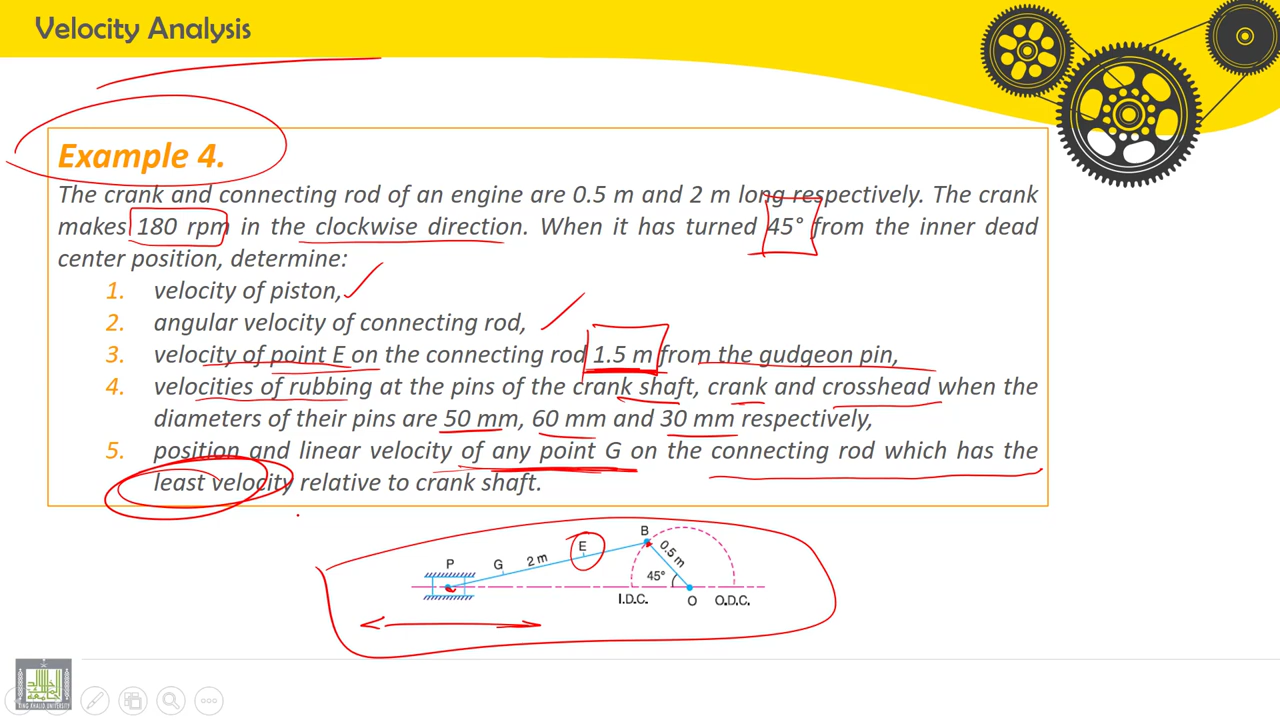 Velocity Analysis
Example 4.
The crank and connecting rod of an engine are 0.5 m and 2 m long respectively. The crank
makes 180 rpm in the clockwise direction. When it has turned 45° from the inner dead
center position, determine:
1. velocity of piston,
2. angular velocity of connecting rod,
3. velocity of point E on the connecting rod 1.5 m from the gudgeon pin,
4. velocities of rubbing at the pins of the crank shaft, crank and crosshead when the
diameters of their pins are 50 mm, 60 mm and 30 mm respectively,
5. position and linear velocity of any point G on the connecting rod which has the
least velocity relative to crank shaft.
B
E
0.5 m
P
2 m
G
45°
I.D.C.
O
O.D.C.
KING KHALID UNIVERSITY